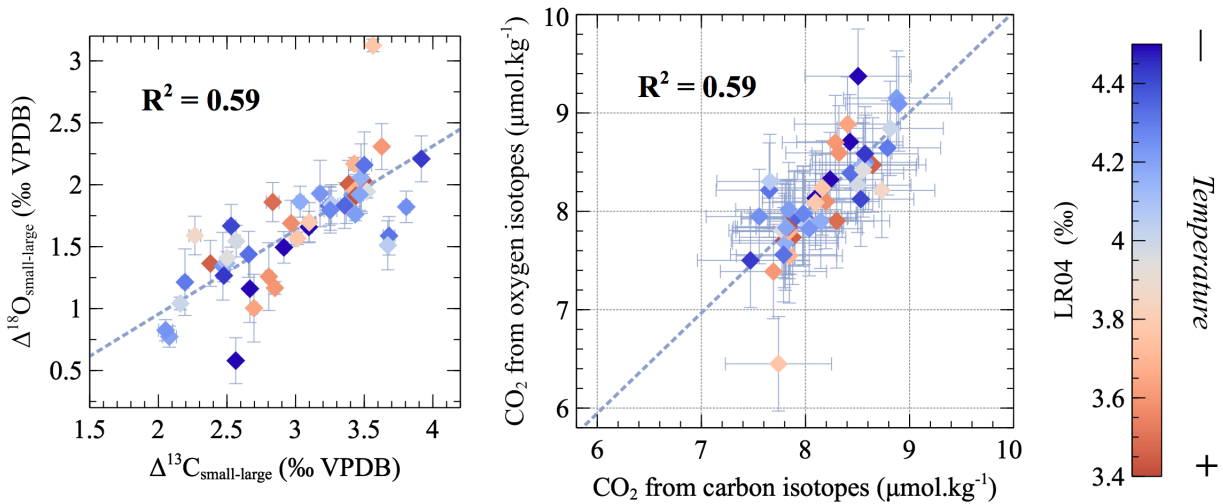 R² = 0.59
Δ¹⁸O small-large (‰ VPDB)
3
2.5
2
1.5
1
0.5
1.5 2 2.5 3 3.5 4
Δ¹³C small-large (‰ VPDB)
R² = 0.59
CO₂ from oxygen isotopes (μmol.kg⁻¹)
10
9
8
7
6
6 7 8 9 10
CO₂ from carbon isotopes (μmol.kg⁻¹)
LR04 (‰)
4.4
4.2
4
3.8
3.6
3.4
—
Temperature
+